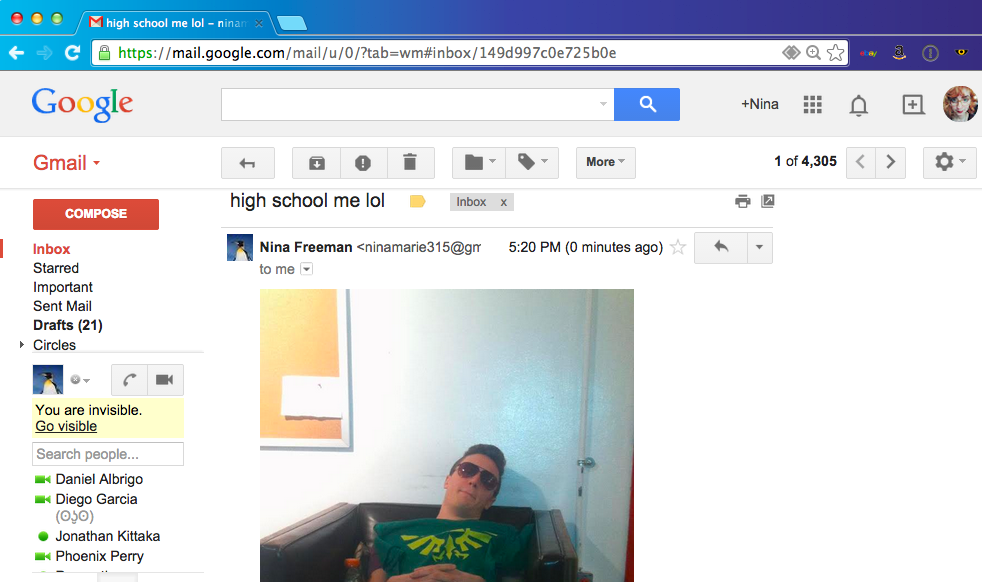 high school me lol – ninam
https://mail.google.com/mail/u/0/?tab=wm#inbox/149d997c0e725b0e
ebay
Google
+Nina
Gmail
More
1 of 4,305
COMPOSE
high school me lol
Inbox x
Inbox
Starred
Important
Sent Mail
Drafts (21)
Circles
Nina Freeman <ninamarie315@gm
5:20 PM (0 minutes ago)
to me
You are invisible.
Go visible
Search people...
Daniel Albrigo
Diego Garcia
(ʘʖ̯ʘ)
Jonathan Kittaka
Phoenix Perry